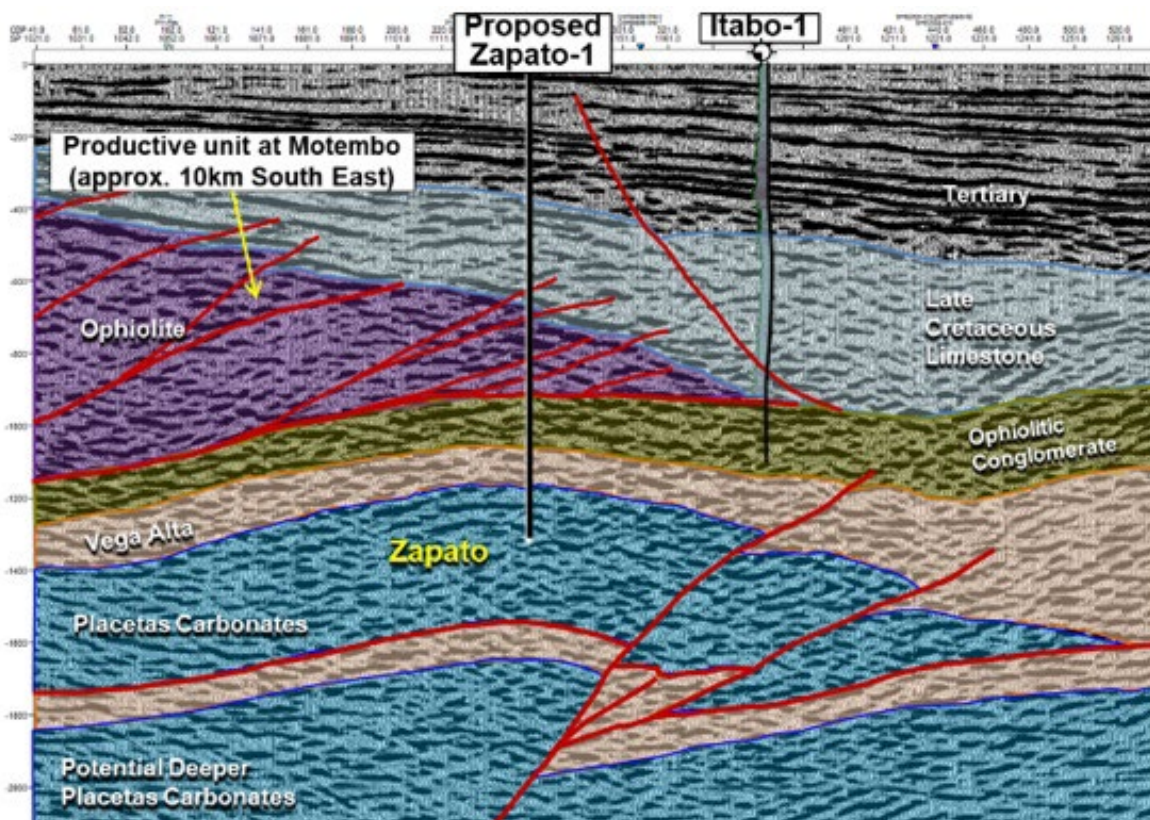 Proposed
Zapato-1
Itabo-1
Productive unit at Motembo
(approx. 10km South East)
Tertiary
Ophiolite
Late
Cretaceous
Limestone
Ophiolitic
Conglomerate
Vega Alta
Zapato
Placetas Carbonates
Potential Deeper
Placetas Carbonates
0
-200
-400
-600
-800
-1000
-1200
-1400
-1600
-1800
-2000